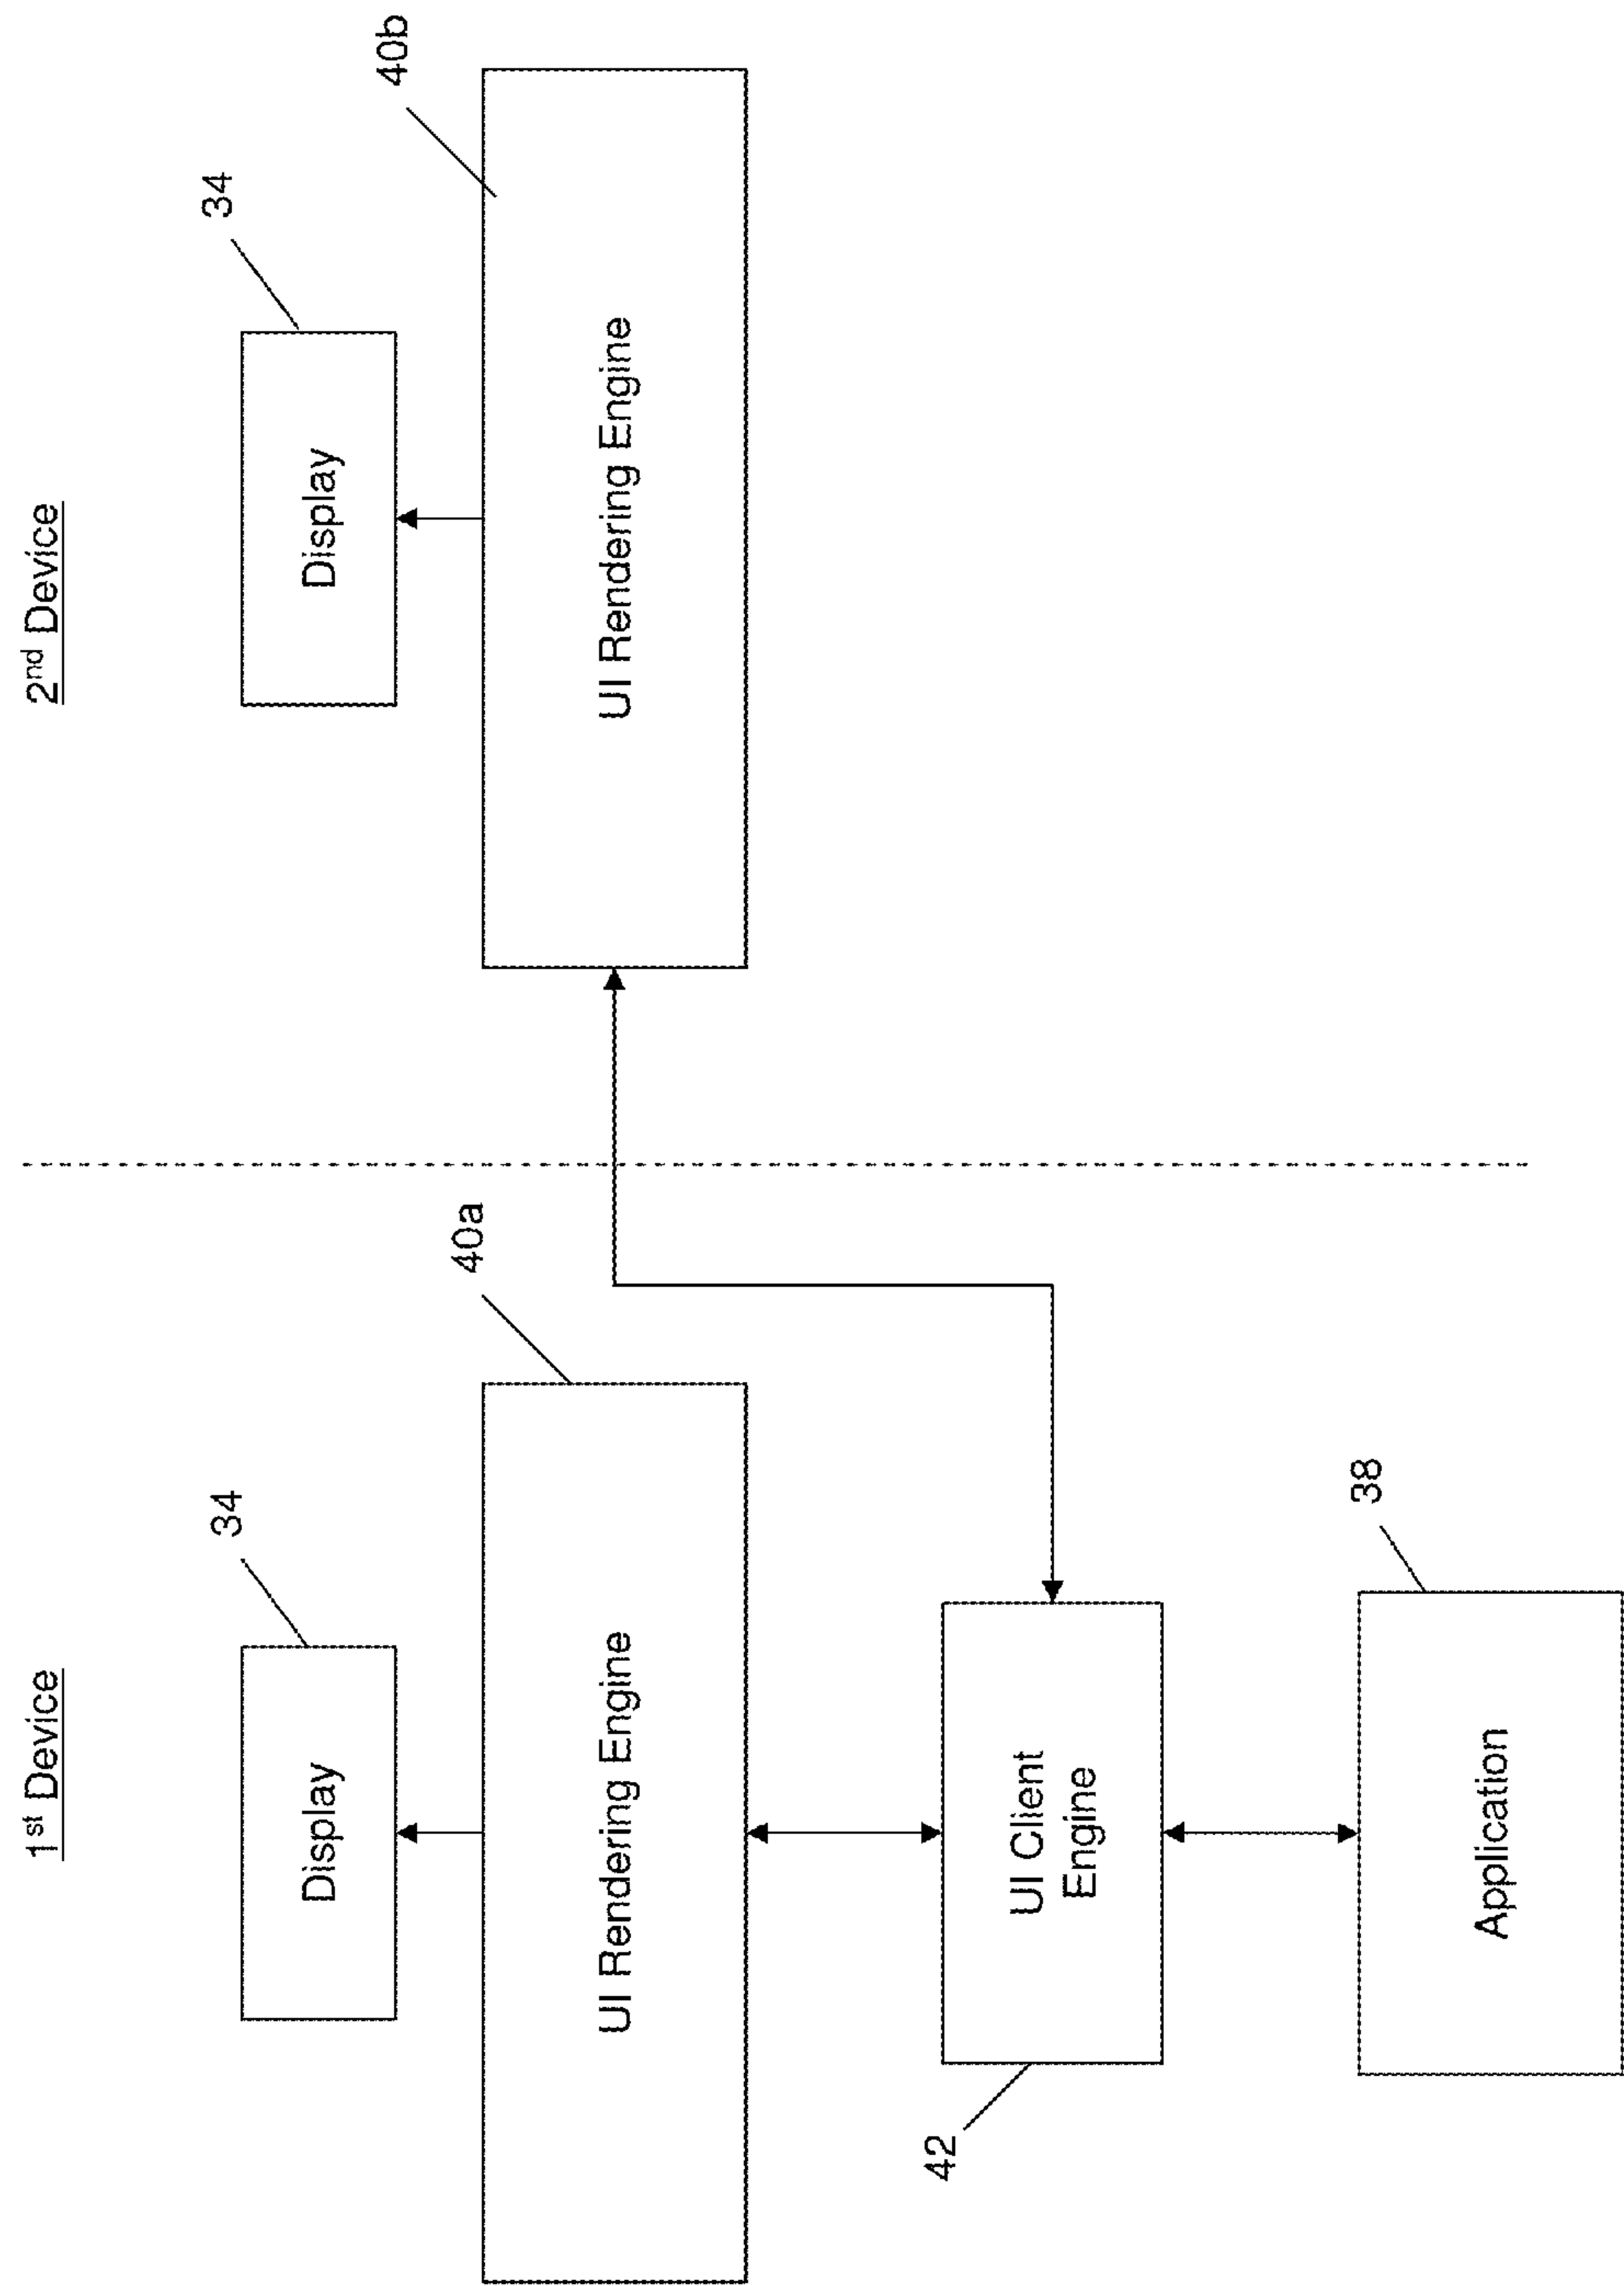 1st Device
34
Display
40a
UI Rendering Engine
42
UI Client
Engine
38
Application
2nd Device
34
Display
40b
UI Rendering Engine